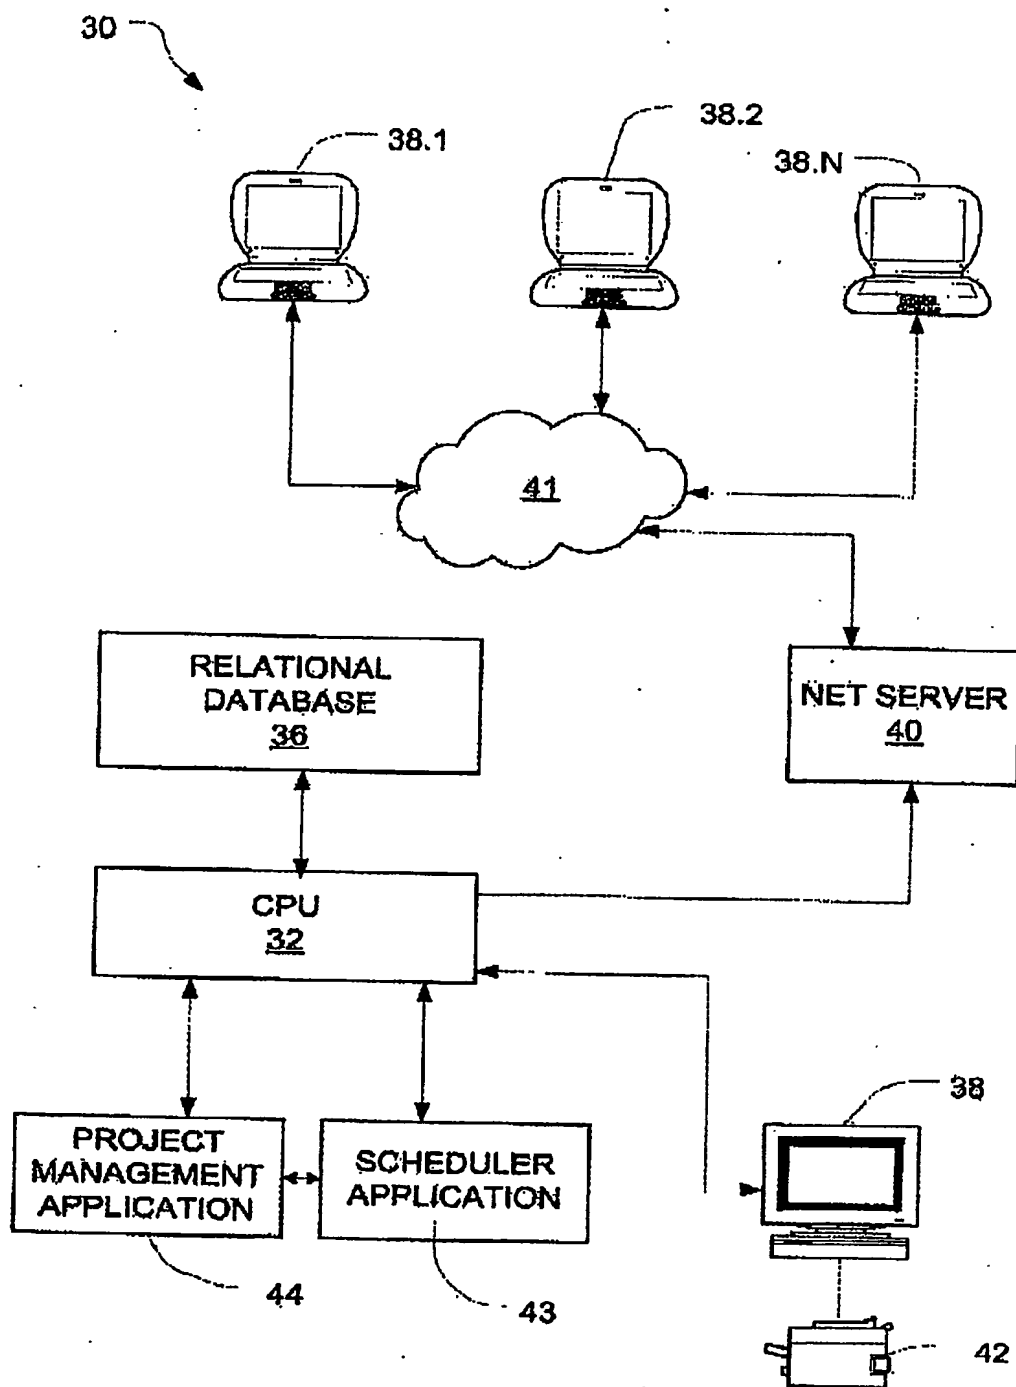 30
38.1
38.2
38.N
41
RELATIONAL
DATABASE
36
NET SERVER
40
CPU
32
38
PROJECT
MANAGEMENT
APPLICATION
SCHEDULER
APPLICATION
44
43
42